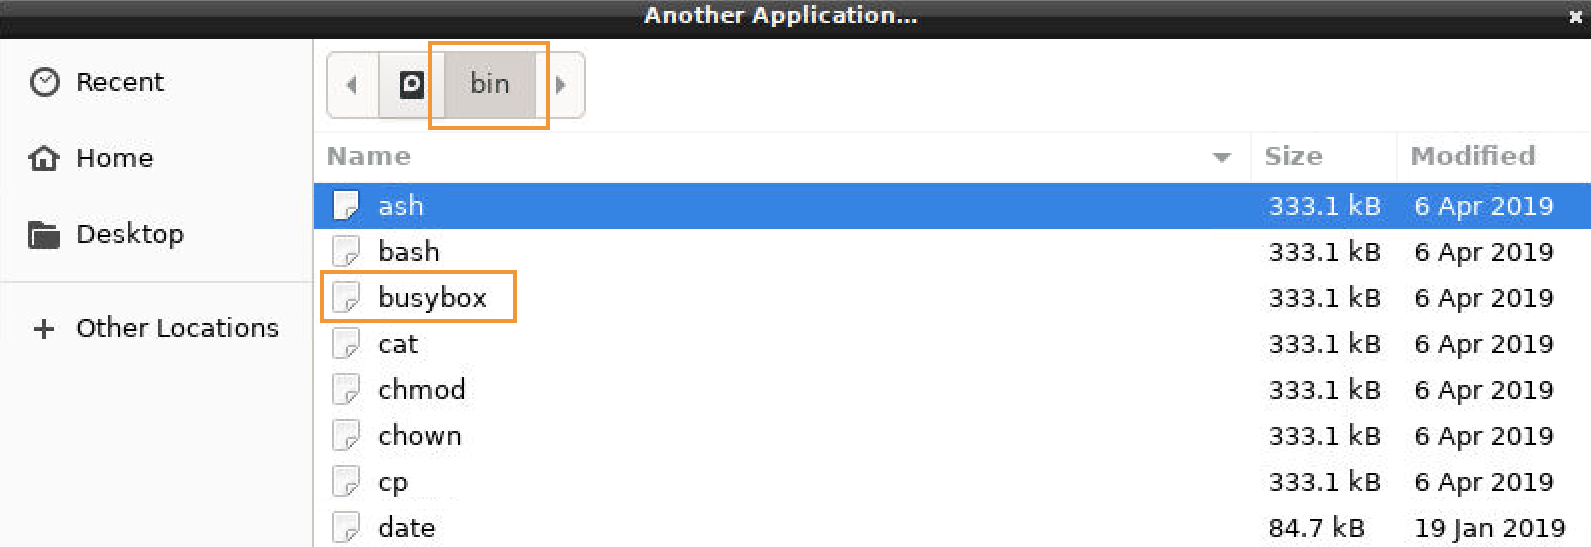 Another Application...
Recent
Home
Desktop
Other Locations
bin
Name Size Modified
ash 333.1 kB 6 Apr 2019
bash 333.1 kB 6 Apr 2019
busybox 333.1 kB 6 Apr 2019
cat 333.1 kB 6 Apr 2019
chmod 333.1 kB 6 Apr 2019
chown 333.1 kB 6 Apr 2019
cp 333.1 kB 6 Apr 2019
date 84.7 kB 19 Jan 2019